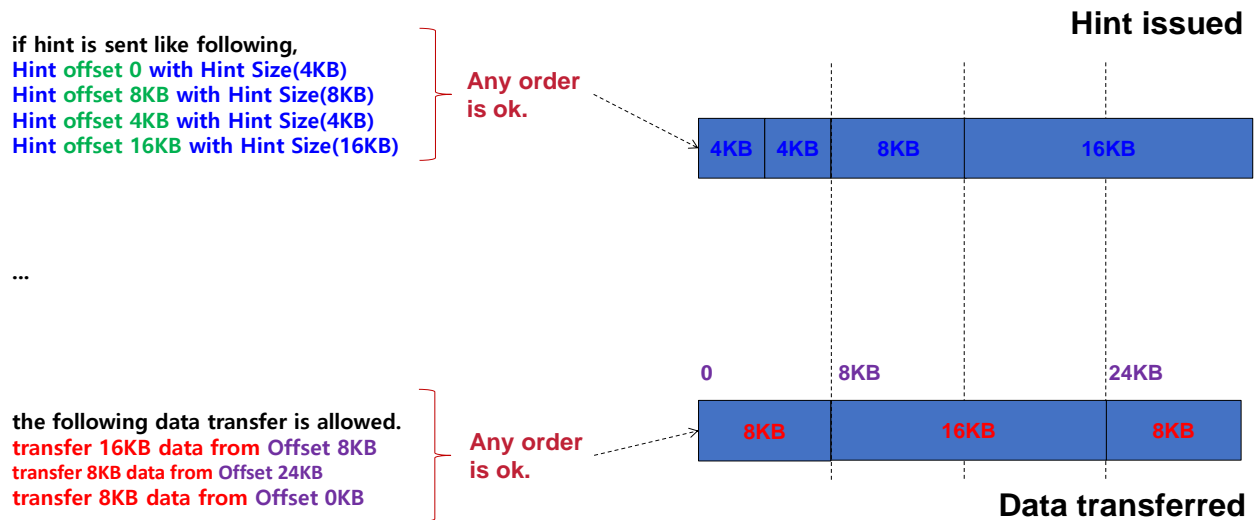 Hint issued
if hint is sent like following,
Hint offset 0 with Hint Size(4KB)
Hint offset 8KB with Hint Size(8KB)
Hint offset 4KB with Hint Size(4KB)
Hint offset 16KB with Hint Size(16KB)
Any order
is ok.
4KB 4KB 8KB 16KB
...
0 8KB 24KB
the following data transfer is allowed.
transfer 16KB data from Offset 8KB
transfer 8KB data from Offset 24KB
transfer 8KB data from Offset 0KB
Any order
is ok.
8KB 16KB 8KB
Data transferred